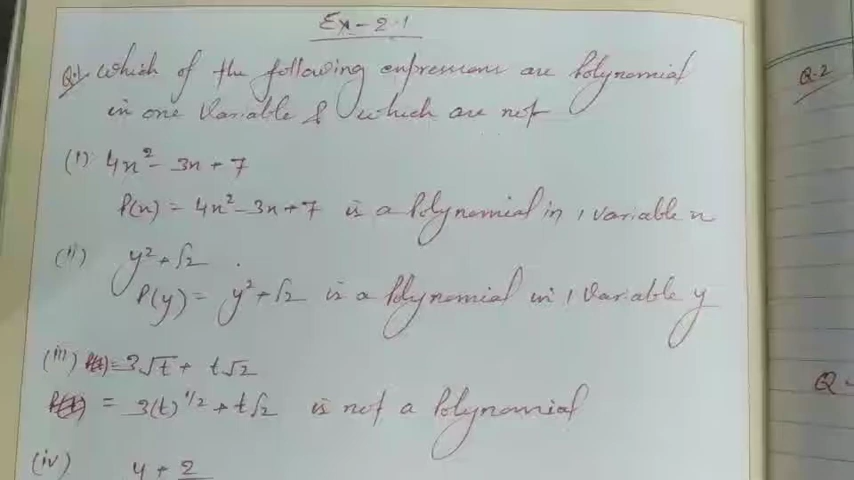 Ex-2.1
Q.1 which of the following expressions are Polynomial
in one Variable & which are not
(i) 4x² - 3x + 7
P(x) = 4x² - 3x + 7 is a Polynomial in 1 variable x
(ii) y² + √2 .
P(y) = y² + √2 is a Polynomial in 1 Variable y
(iii) = 3√t + t√2
= 3(t)^1/2 + t√2 is not a Polynomial
(iv) y + 2
Q.2
Q